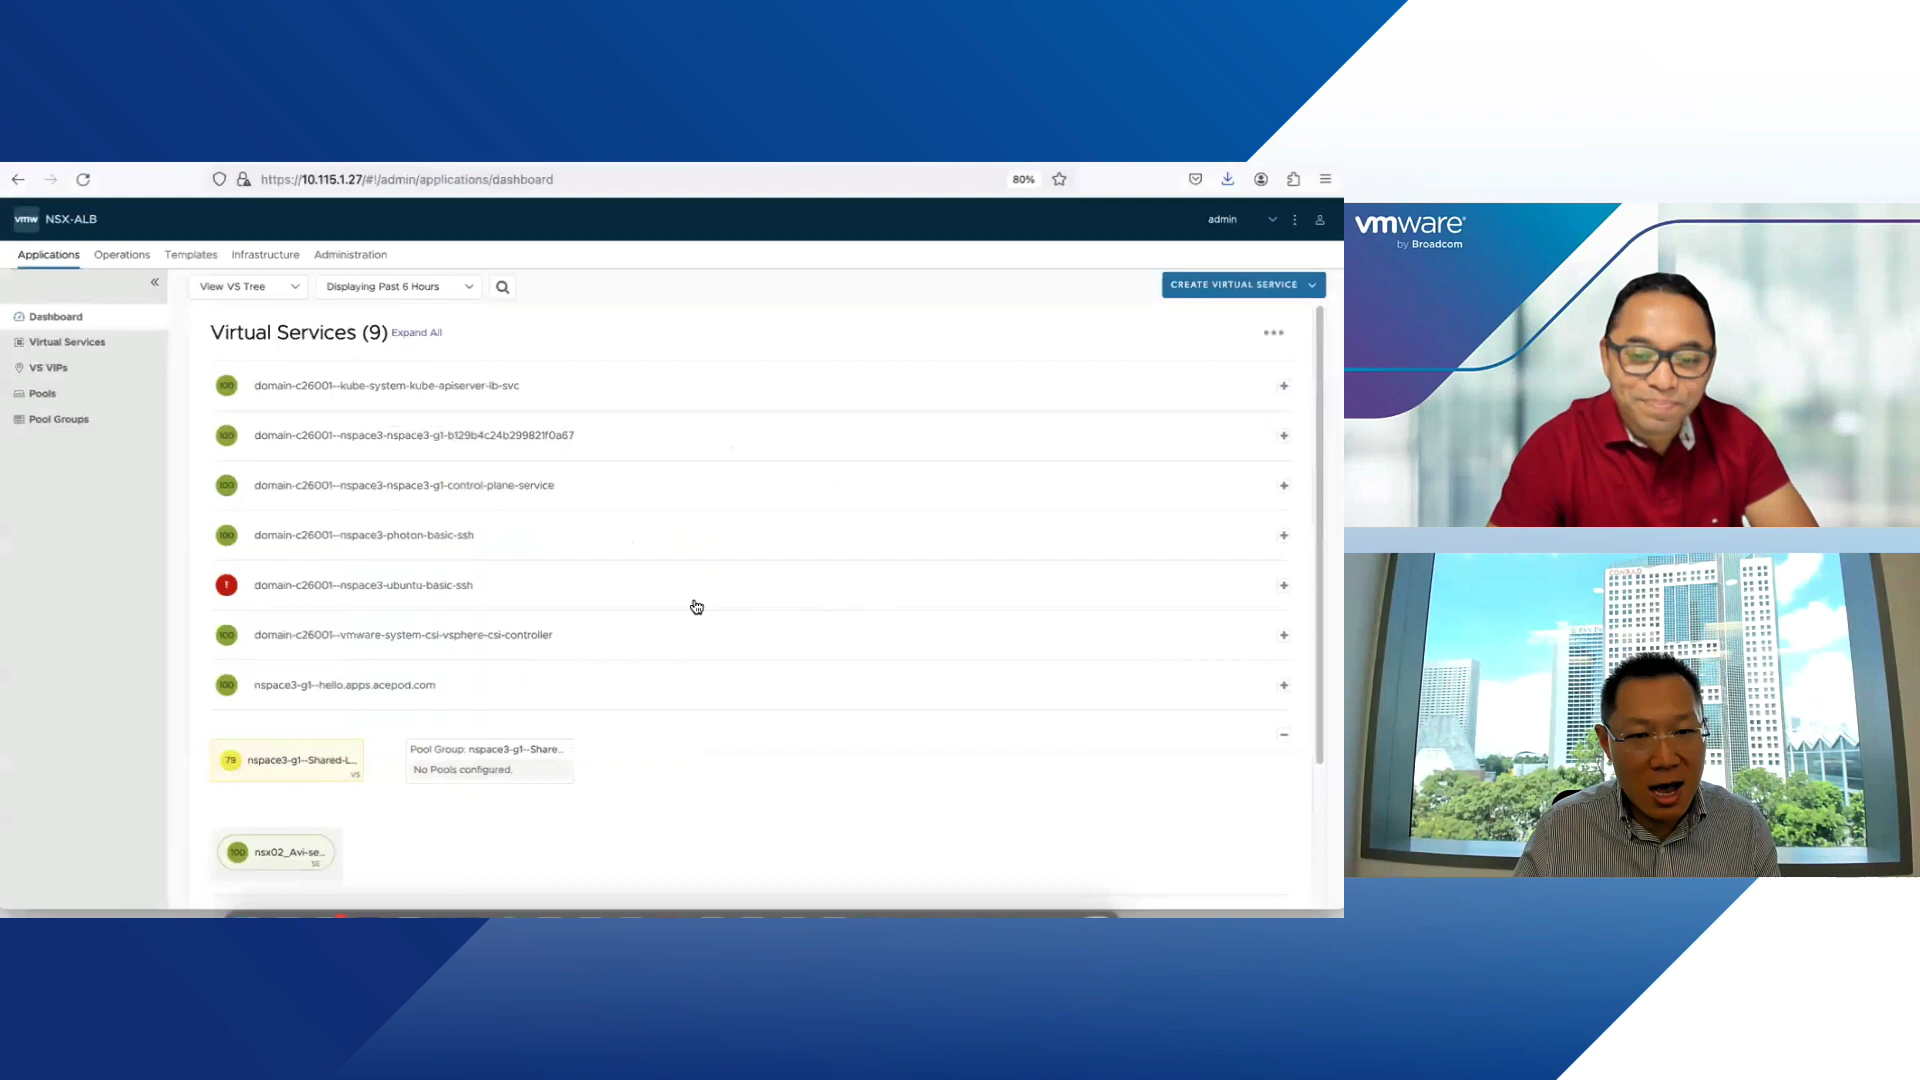 https://10.115.1.27/#!/admin/applications/dashboard
80%
vmw NSX-ALB
admin
Applications
Operations
Templates
Infrastructure
Administration
View VS Tree
Displaying Past 6 Hours
CREATE VIRTUAL SERVICE
Dashboard
Virtual Services
VS VIPs
Pools
Pool Groups
Virtual Services (9) Expand All
100 domain-c26001--kube-system-kube-apiserver-lb-svc
100 domain-c26001--nspace3-nspace3-g1-b129b4c24b299821f0a67
100 domain-c26001--nspace3-nspace3-g1-control-plane-service
100 domain-c26001--nspace3-photon-basic-ssh
! domain-c26001--nspace3-ubuntu-basic-ssh
100 domain-c26001--vmware-system-csi-vsphere-csi-controller
100 nspace3-g1--hello.apps.acepod.com
79 nspace3-g1--Shared-L...
VS
Pool Group: nspace3-g1--Share...
No Pools configured.
100 nsx02_Avi-se...
SE
vmware®
by Broadcom
CONRAD